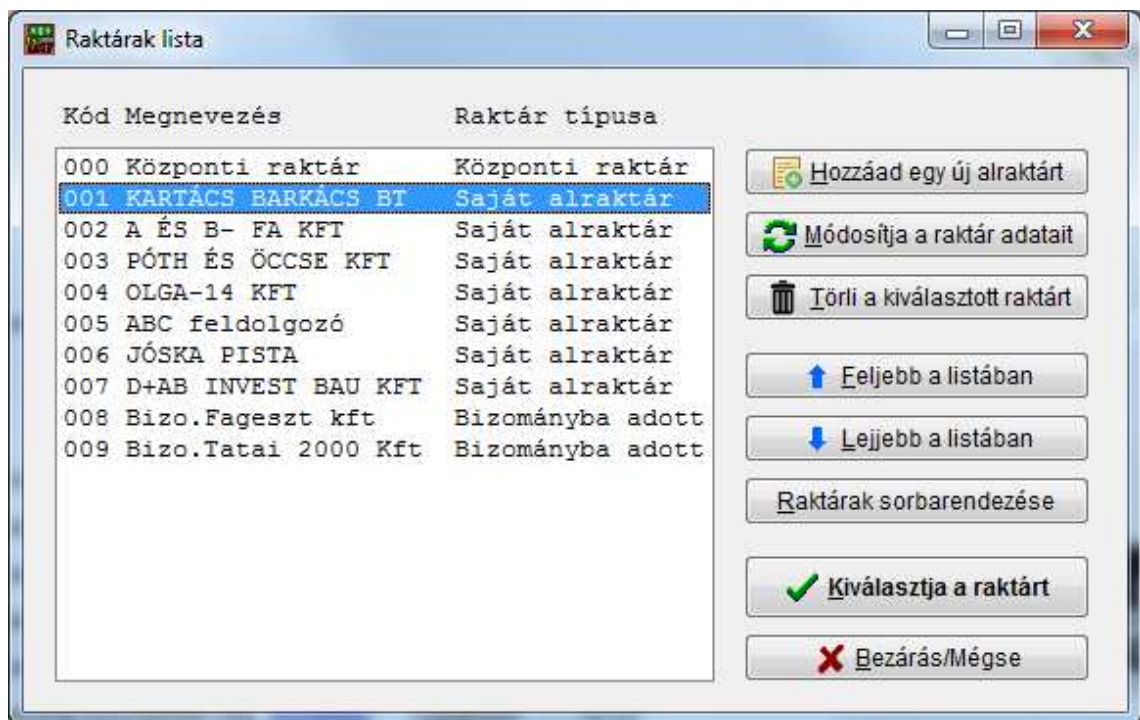 Raktárak lista
Kód Megnevezés Raktár típusa
000 Központi raktár Központi raktár
001 KARTÁCS BARKÁCS BT Saját alraktár
002 A ÉS B- FA KFT Saját alraktár
003 PÓTH ÉS ÖCCSE KFT Saját alraktár
004 OLGA-14 KFT Saját alraktár
005 ABC feldolgozó Saját alraktár
006 JÓSKA PISTA Saját alraktár
007 D+AB INVEST BAU KFT Saját alraktár
008 Bizo.Fageszt kft Bizományba adott
009 Bizo.Tatai 2000 Kft Bizományba adott
Hozzáad egy új alraktárt
Módosítja a raktár adatait
Törli a kiválasztott raktárt
Feljebb a listában
Lejjebb a listában
Raktárak sorbarendezése
Kiválasztja a raktárt
Bezárás/Mégse